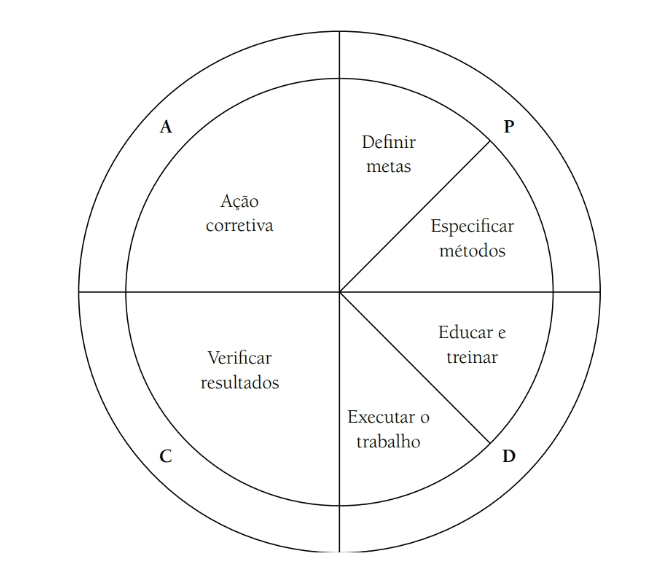 A
P
Definir
metas
Ação
corretiva
Especificar
métodos
Educar e
treinar
Verificar
resultados
Executar o
trabalho
C
D